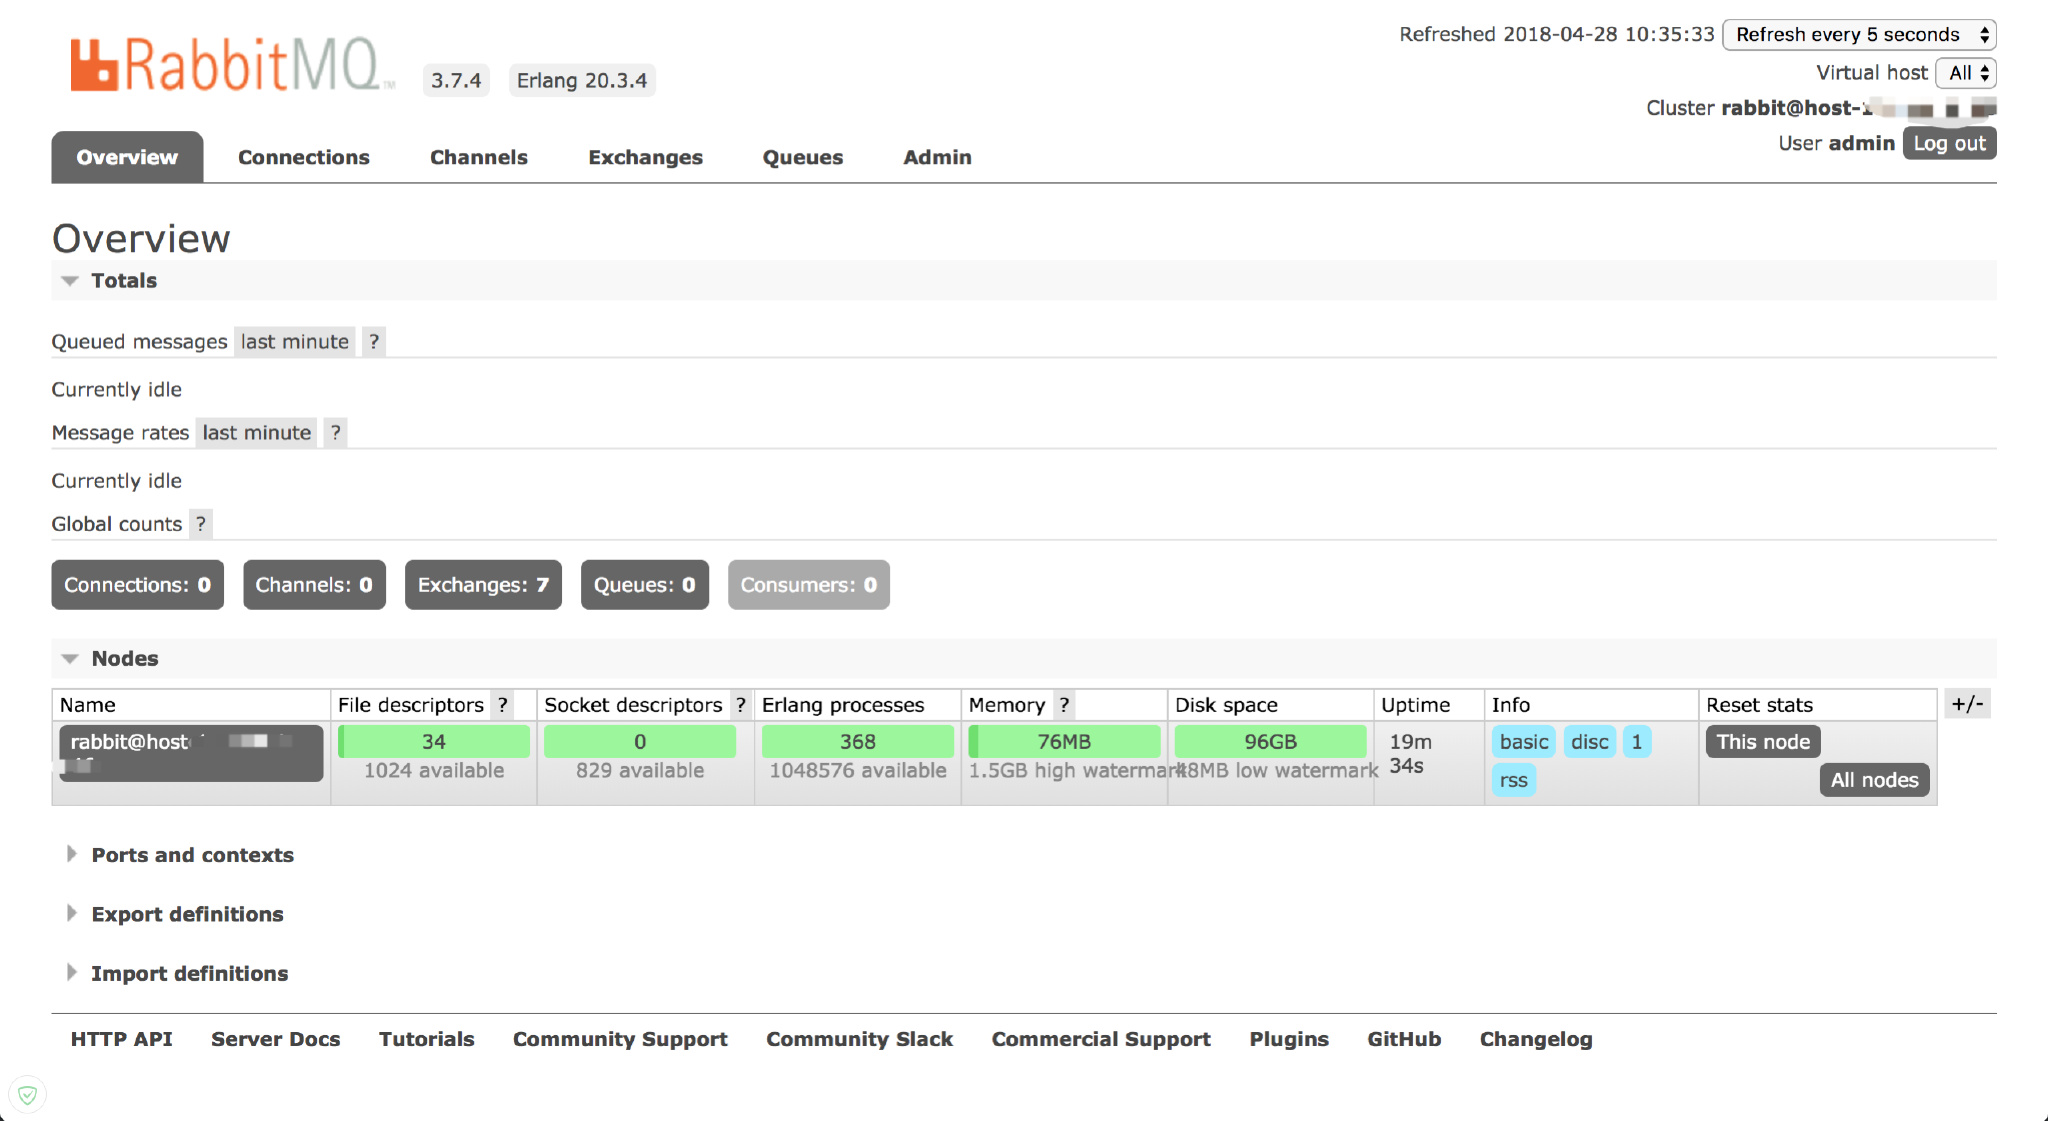 RabbitMQ™ 3.7.4 Erlang 20.3.4
Refreshed 2018-04-28 10:35:33 Refresh every 5 seconds
Virtual host All
Cluster rabbit@host-
User admin Log out
Overview Connections Channels Exchanges Queues Admin
Overview
Totals
Queued messages last minute ?
Currently idle
Message rates last minute ?
Currently idle
Global counts ?
Connections: 0 Channels: 0 Exchanges: 7 Queues: 0 Consumers: 0
Nodes
Name File descriptors ? Socket descriptors ? Erlang processes Memory ? Disk space Uptime Info Reset stats +/-
rabbit@host 34 0 368 76MB 96GB 19m basic disc 1 This node
1024 available 829 available 1048576 available 1.5GB high watermark 48MB low watermark 34s rss All nodes
Ports and contexts
Export definitions
Import definitions
HTTP API Server Docs Tutorials Community Support Community Slack Commercial Support Plugins GitHub Changelog